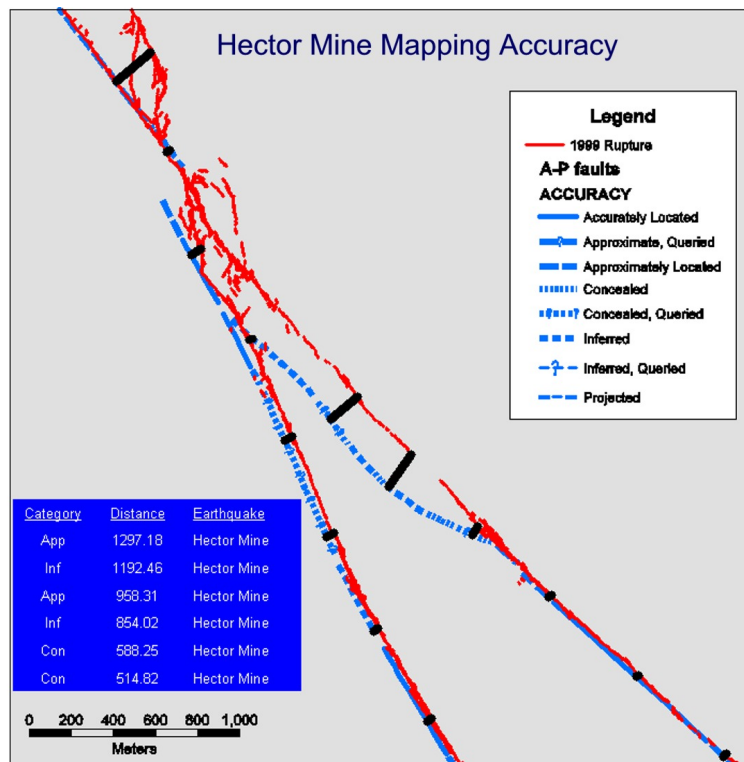 Hector Mine Mapping Accuracy
Legend
1999 Rupture
A-P faults
ACCURACY
Accurately Located
Approximate, Queried
Approximately Located
Concealed
Concealed, Queried
Inferred
Inferred, Queried
Projected
Category Distance Earthquake
App 1297.18 Hector Mine
Inf 1192.46 Hector Mine
App 958.31 Hector Mine
Inf 854.02 Hector Mine
Con 588.25 Hector Mine
Con 514.82 Hector Mine
0 200 400 600 800 1,000
Meters